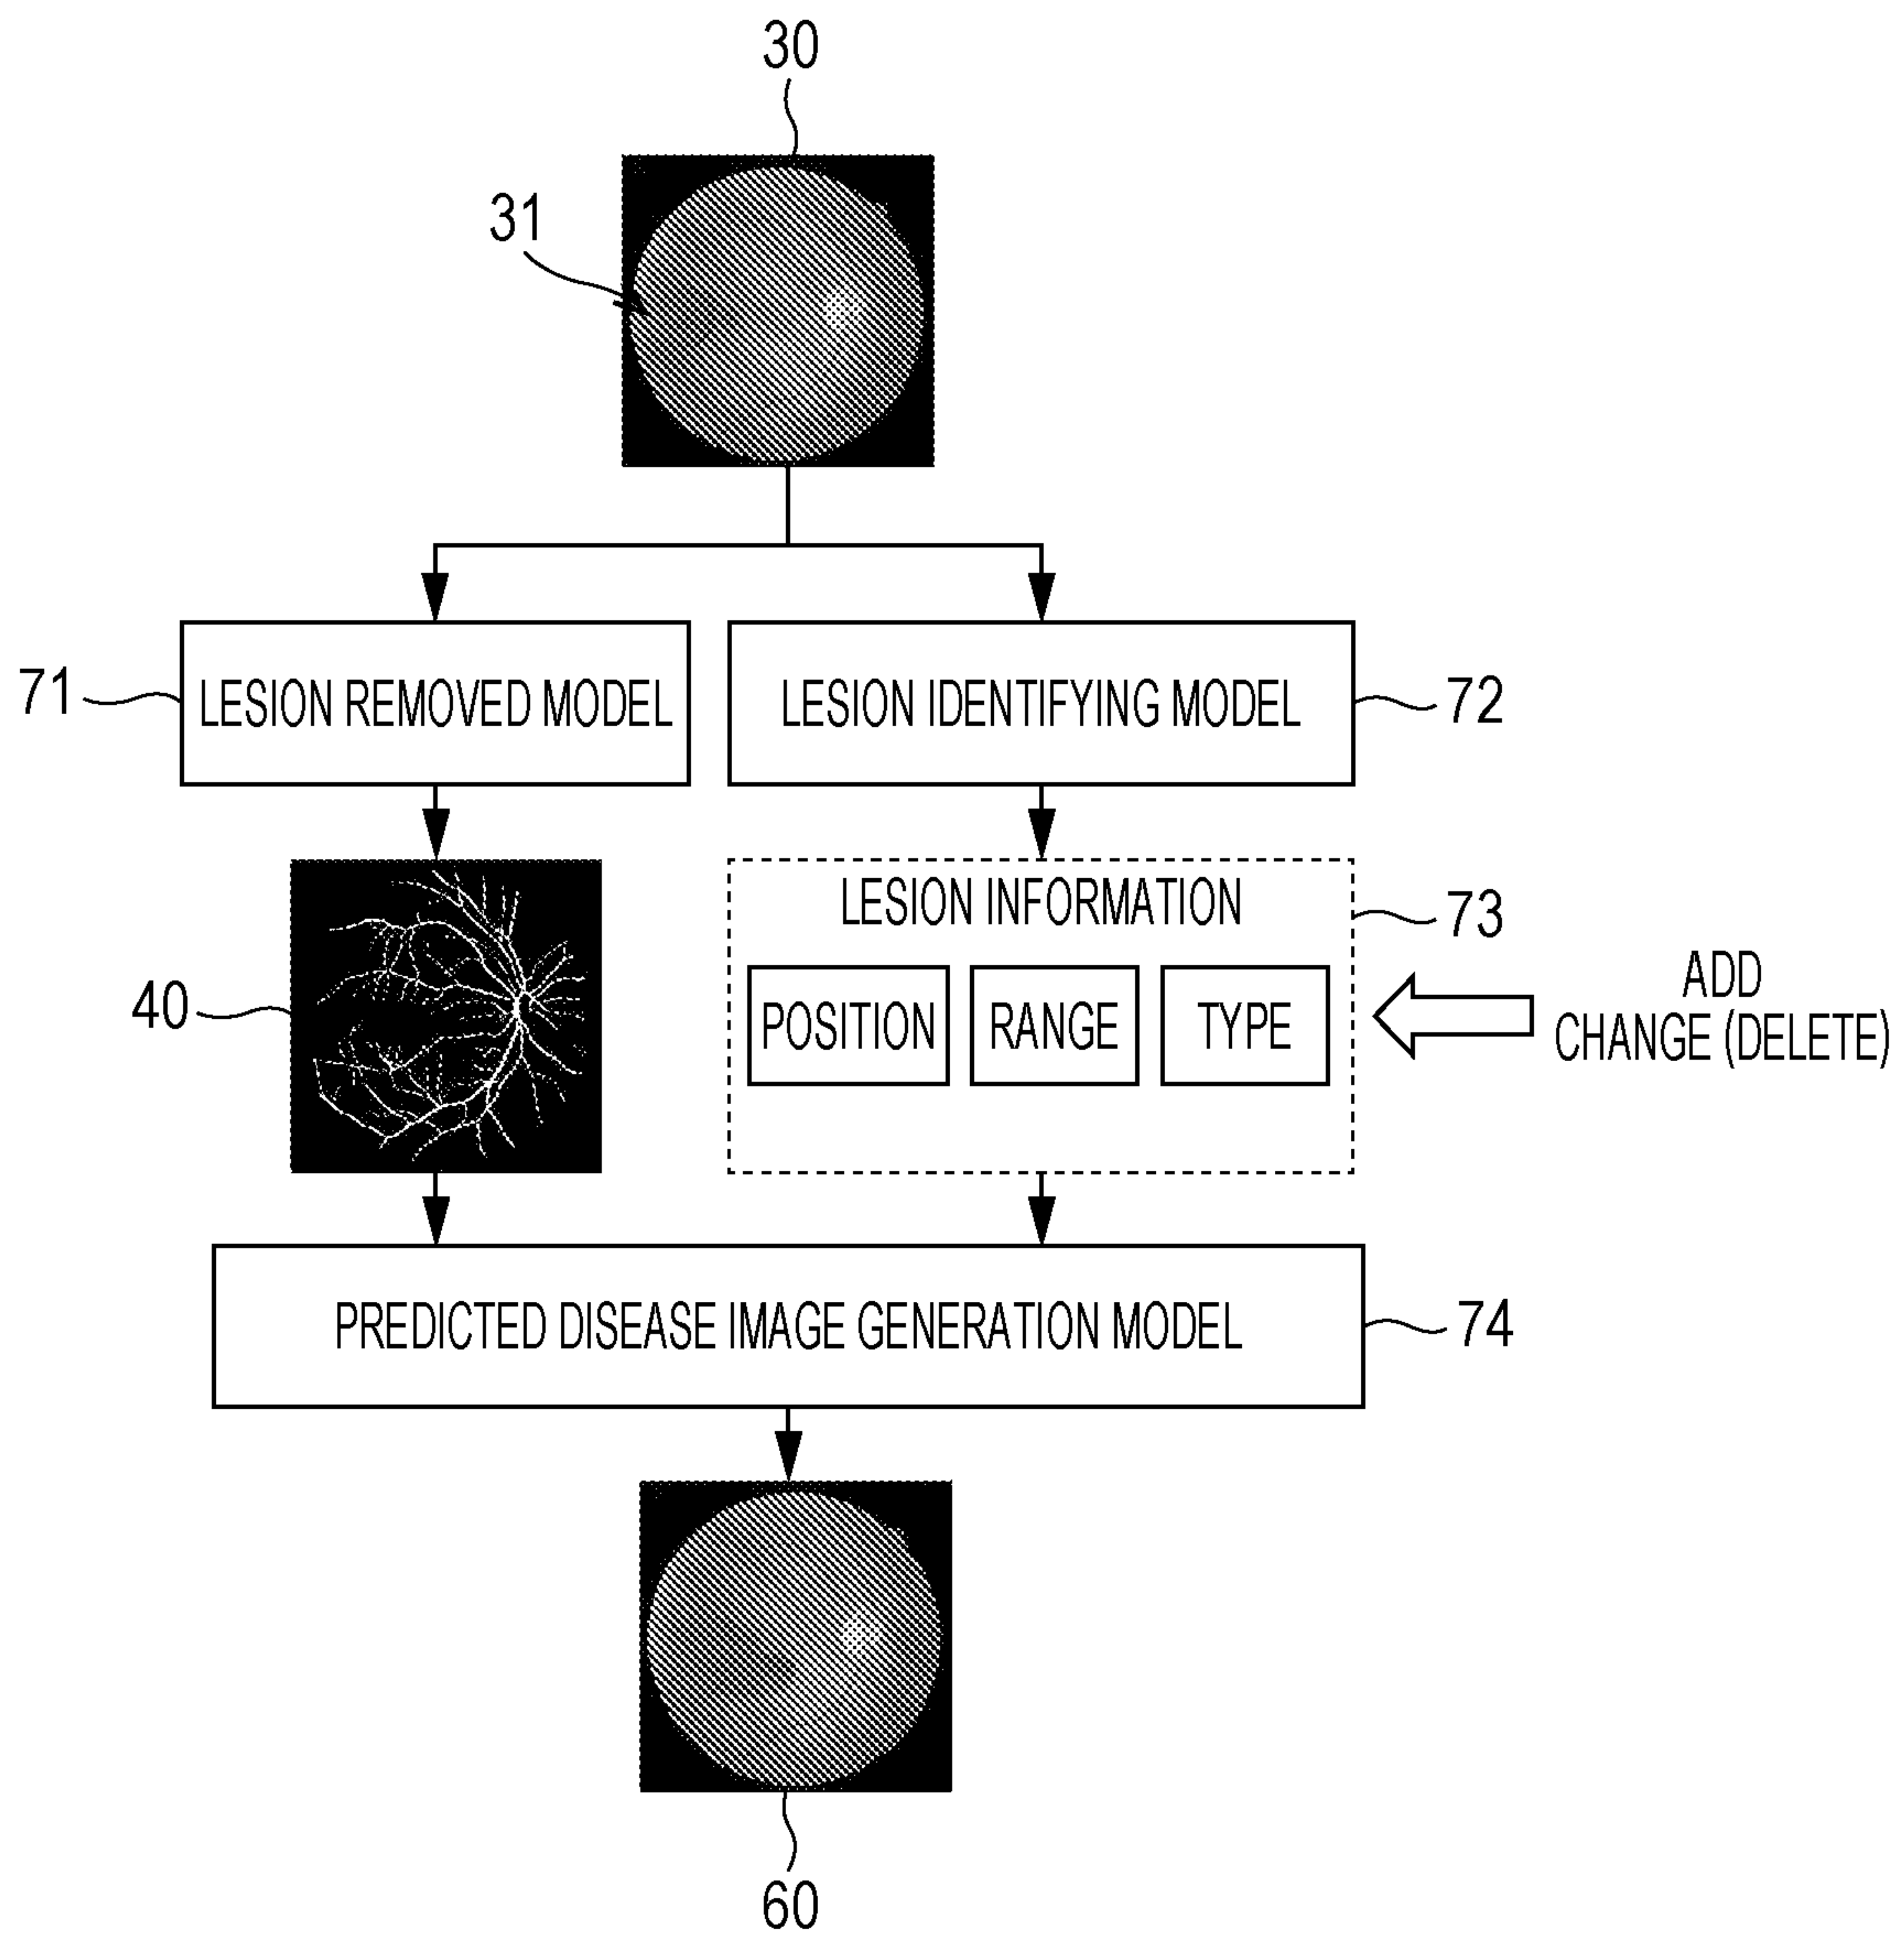 30
31
71
LESION REMOVED MODEL
LESION IDENTIFYING MODEL
72
LESION INFORMATION
73
40
POSITION
RANGE
TYPE
ADD
CHANGE (DELETE)
PREDICTED DISEASE IMAGE GENERATION MODEL
74
60